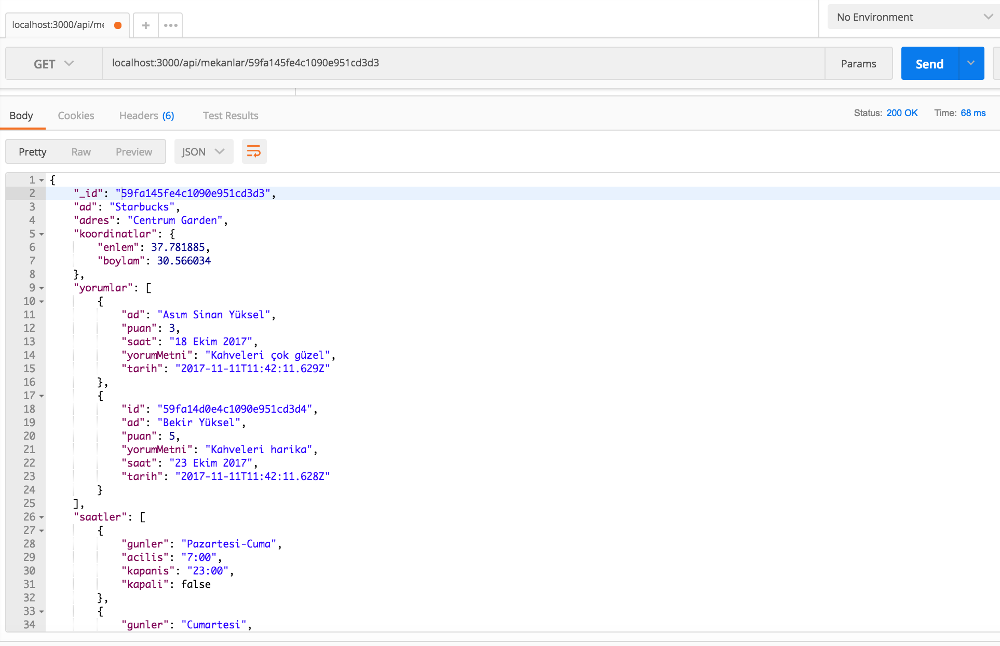 localhost:3000/api/me
No Environment
GET
localhost:3000/api/mekanlar/59fa145fe4c1090e951cd3d3
Params
Send
Body Cookies Headers (6) Test Results
Status: 200 OK Time: 68 ms
Pretty Raw Preview JSON
1 {
2 "_id": "59fa145fe4c1090e951cd3d3",
3 "ad": "Starbucks",
4 "adres": "Centrum Garden",
5 "koordinatlar": {
6 "enlem": 37.781885,
7 "boylam": 30.566034
8 },
9 "yorumlar": [
10 {
11 "ad": "Asım Sinan Yüksel",
12 "puan": 3,
13 "saat": "18 Ekim 2017",
14 "yorumMetni": "Kahveleri çok güzel",
15 "tarih": "2017-11-11T11:42:11.629Z"
16 },
17 {
18 "id": "59fa14d0e4c1090e951cd3d4",
19 "ad": "Bekir Yüksel",
20 "puan": 5,
21 "yorumMetni": "Kahveleri harika",
22 "saat": "23 Ekim 2017",
23 "tarih": "2017-11-11T11:42:11.628Z"
24 }
25 ],
26 "saatler": [
27 {
28 "gunler": "Pazartesi-Cuma",
29 "acilis": "7:00",
30 "kapanis": "23:00",
31 "kapali": false
32 },
33 {
34 "gunler": "Cumartesi",